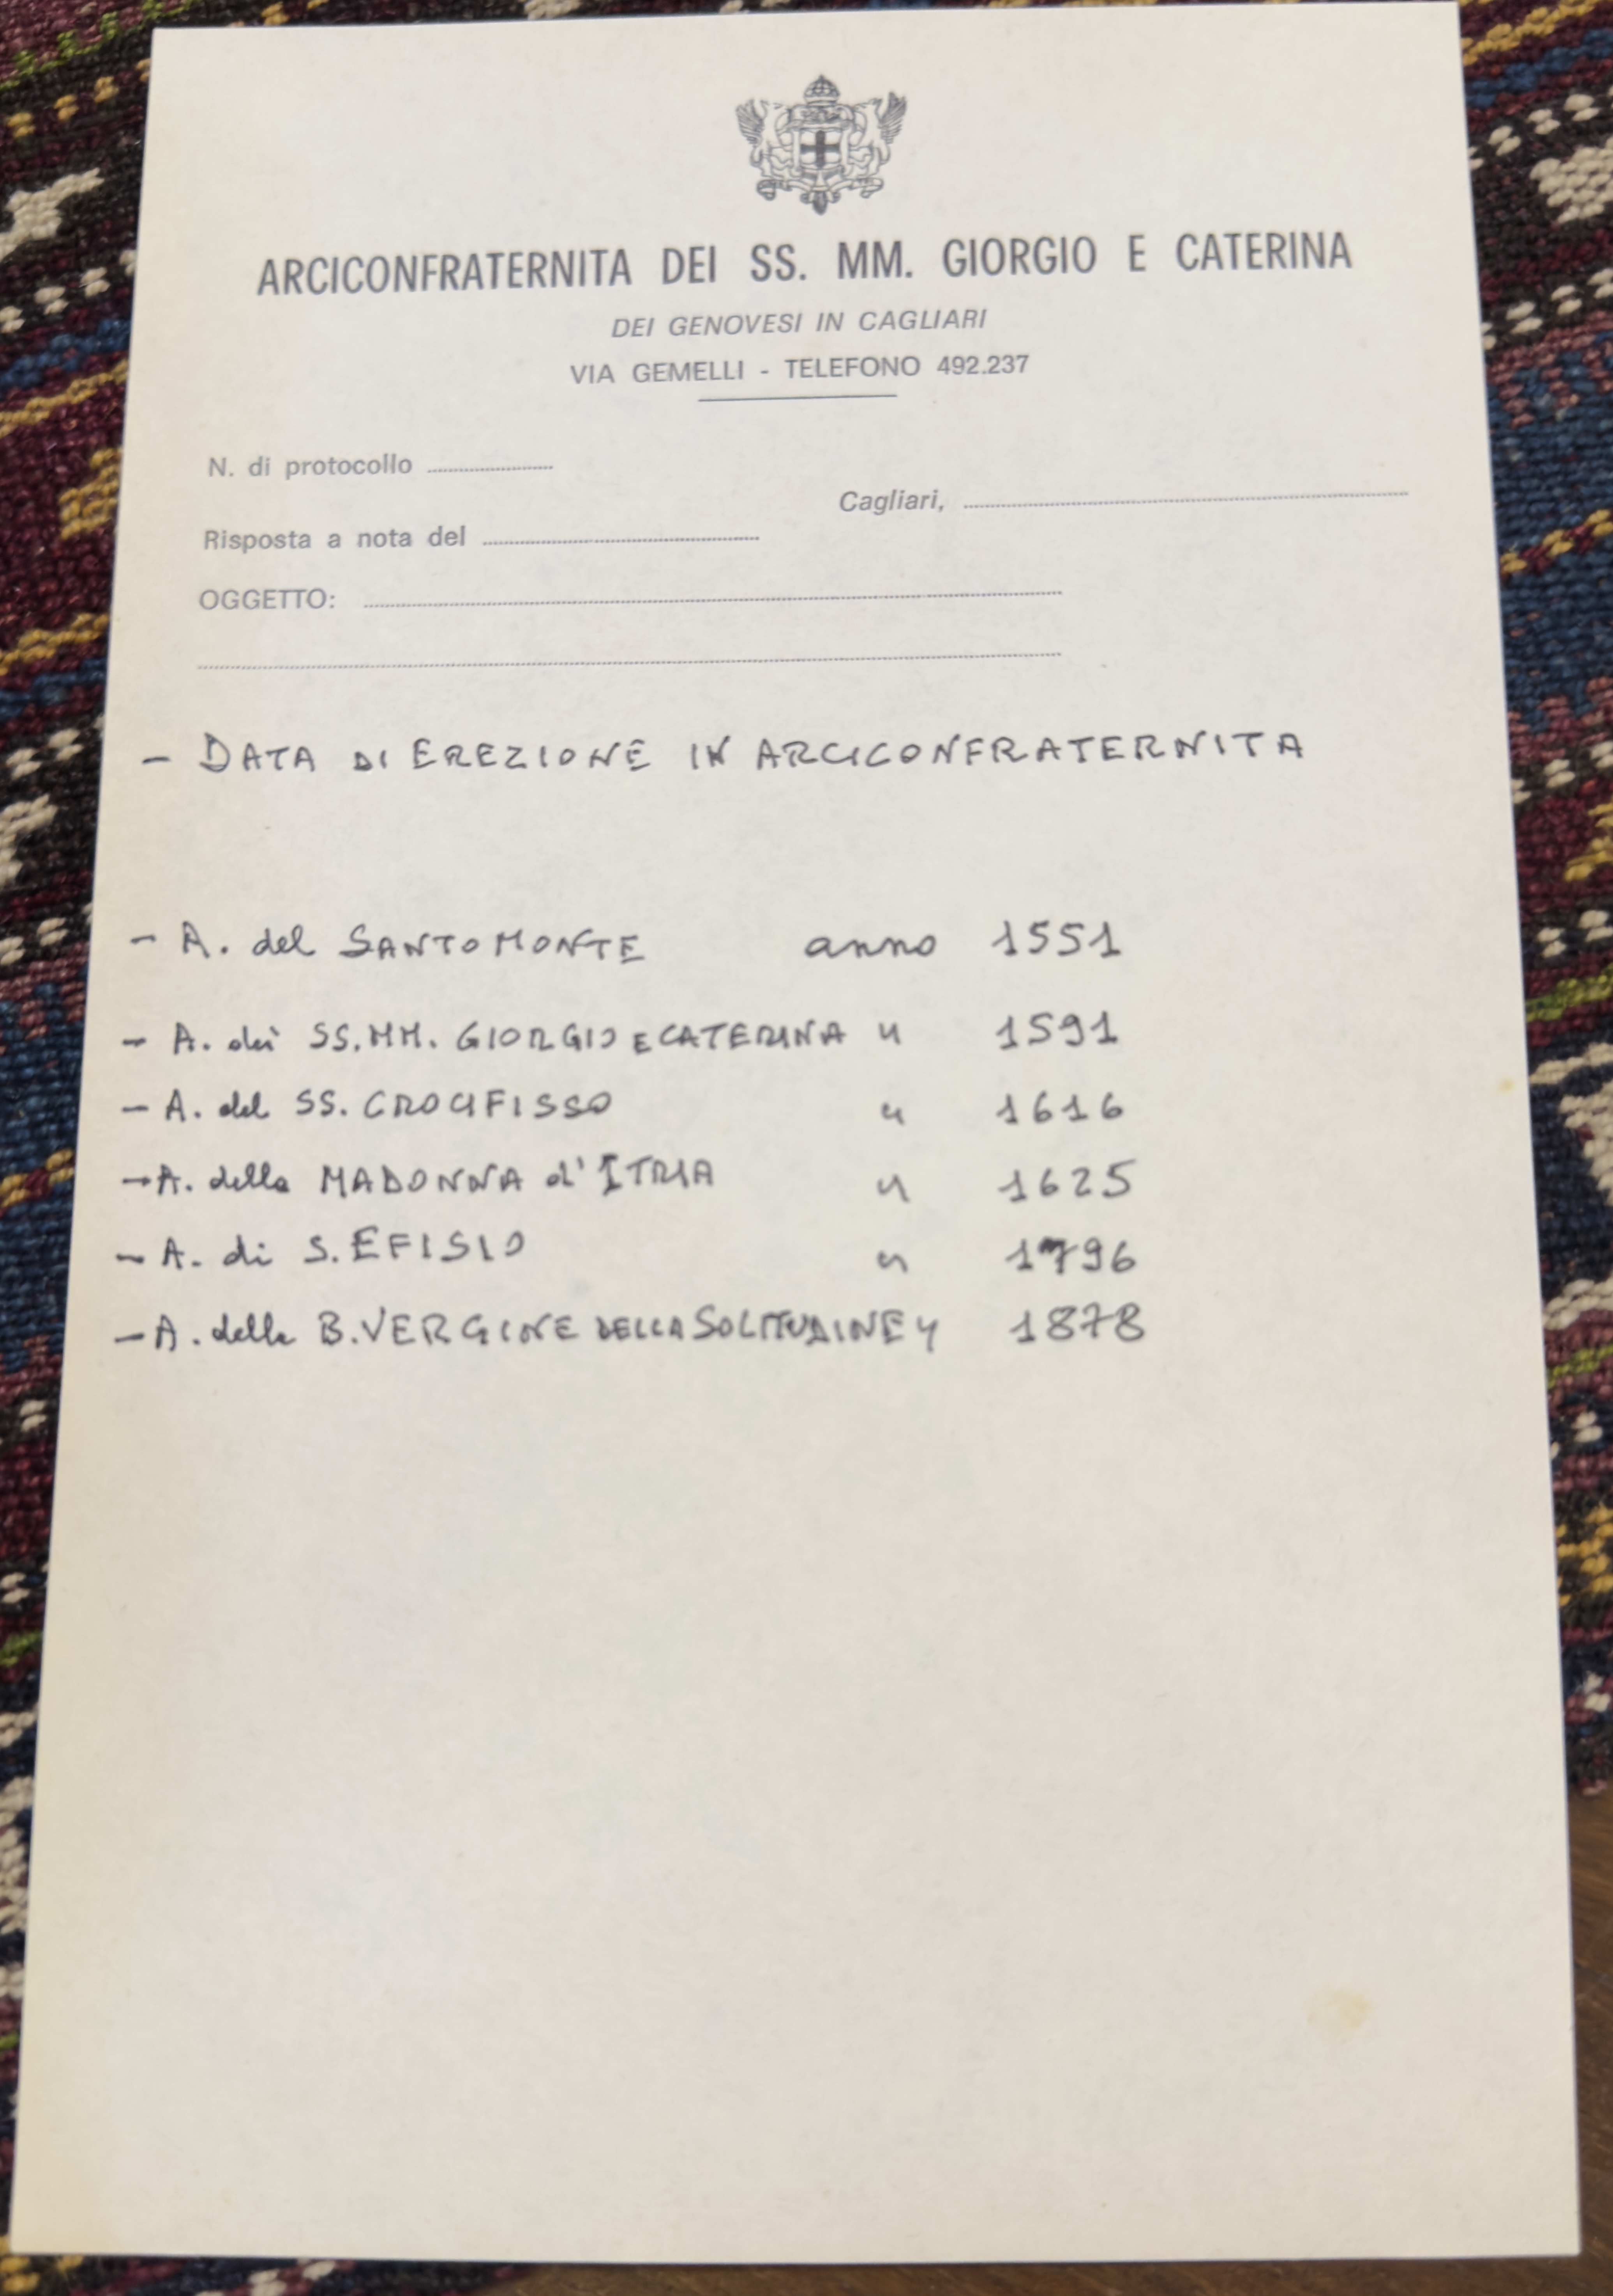 ARCICONFRATERNITA DEI SS. MM. GIORGIO E CATERINA
DEI GENOVESI IN CAGLIARI
VIA GEMELLI - TELEFONO 492.237
N. di protocollo
Cagliari,
Risposta a nota del
OGGETTO:
- DATA DI EREZIONE IN ARCICONFRATERNITA
- A. del SANTO MONTE anno 1551
- A. dei SS. MM. GIORGIO E CATERINA " 1591
- A. del SS. CROCIFISSO " 1616
- A. della MADONNA d'ITRIA " 1625
- A. di S. EFISIO " 1796
- A. della B. VERGINE DELLA SOLITUDINE " 1878